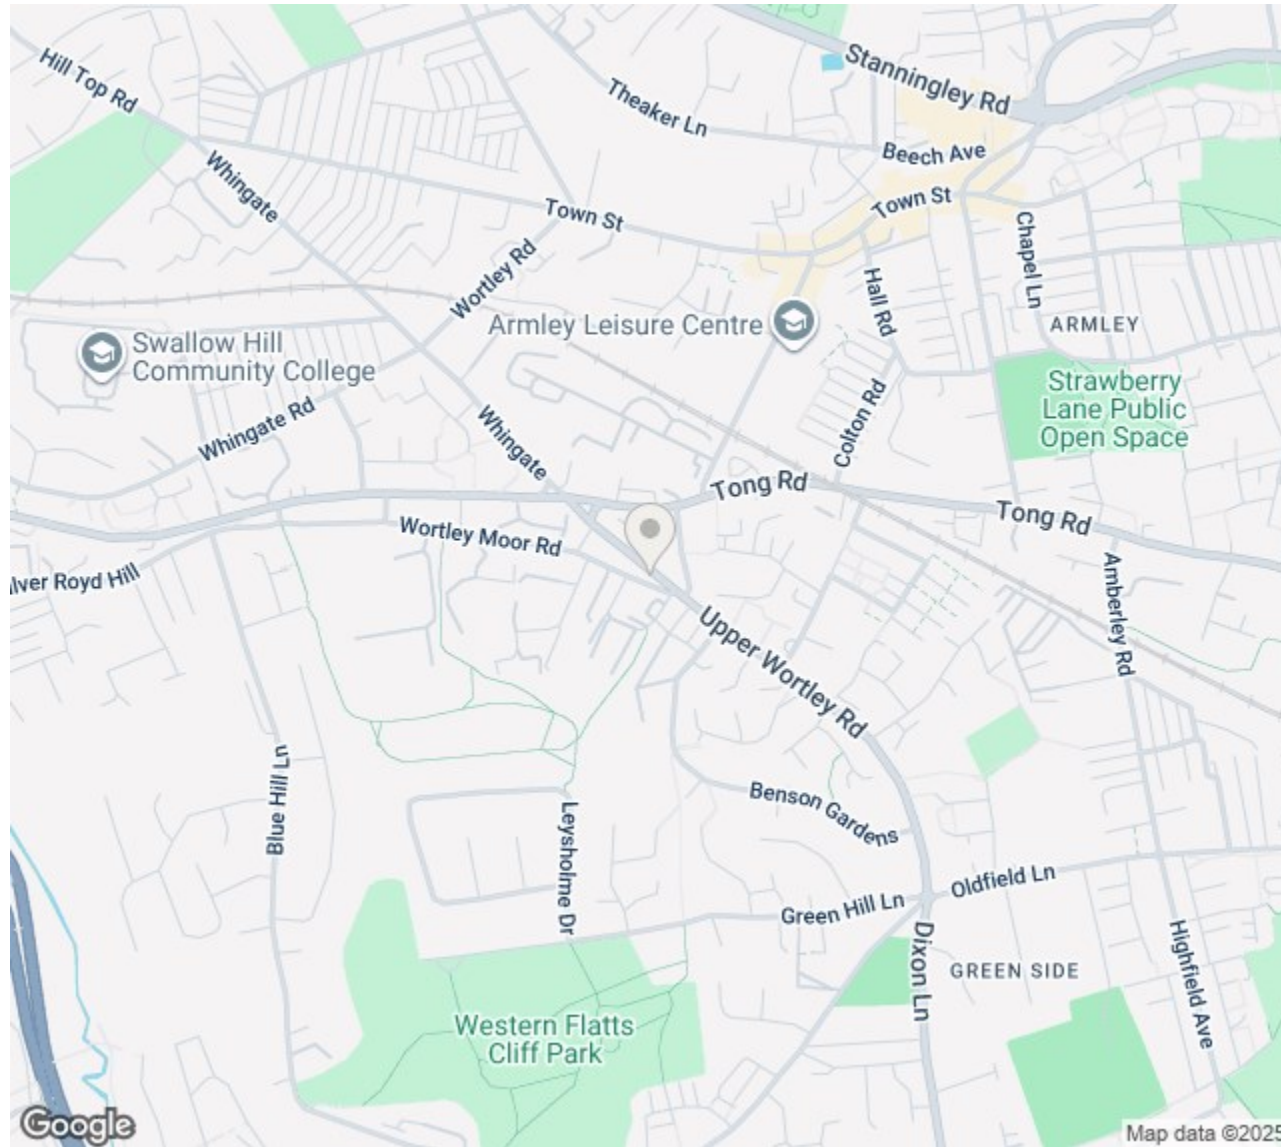 Hill Top Rd
Stanningley Rd
Theaker Ln
Beech Ave
Whingate
Town St
Town St
Chapel Ln
Wortley Rd
Hall Rd
ARMLEY
Armley Leisure Centre
Swallow Hill
Community College
Strawberry
Lane Public
Open Space
Whingate Rd
Whingate
Colton Rd
Tong Rd
Tong Rd
Wortley Moor Rd
lver Royd Hill
Amberley Rd
Upper Wortley Rd
Blue Hill Ln
Benson Gardens
Leysholme Dr
Oldfield Ln
Green Hill Ln
Dixon Ln
GREEN SIDE
Highfield Ave
Western Flatts
Cliff Park
Google
Map data ©2025